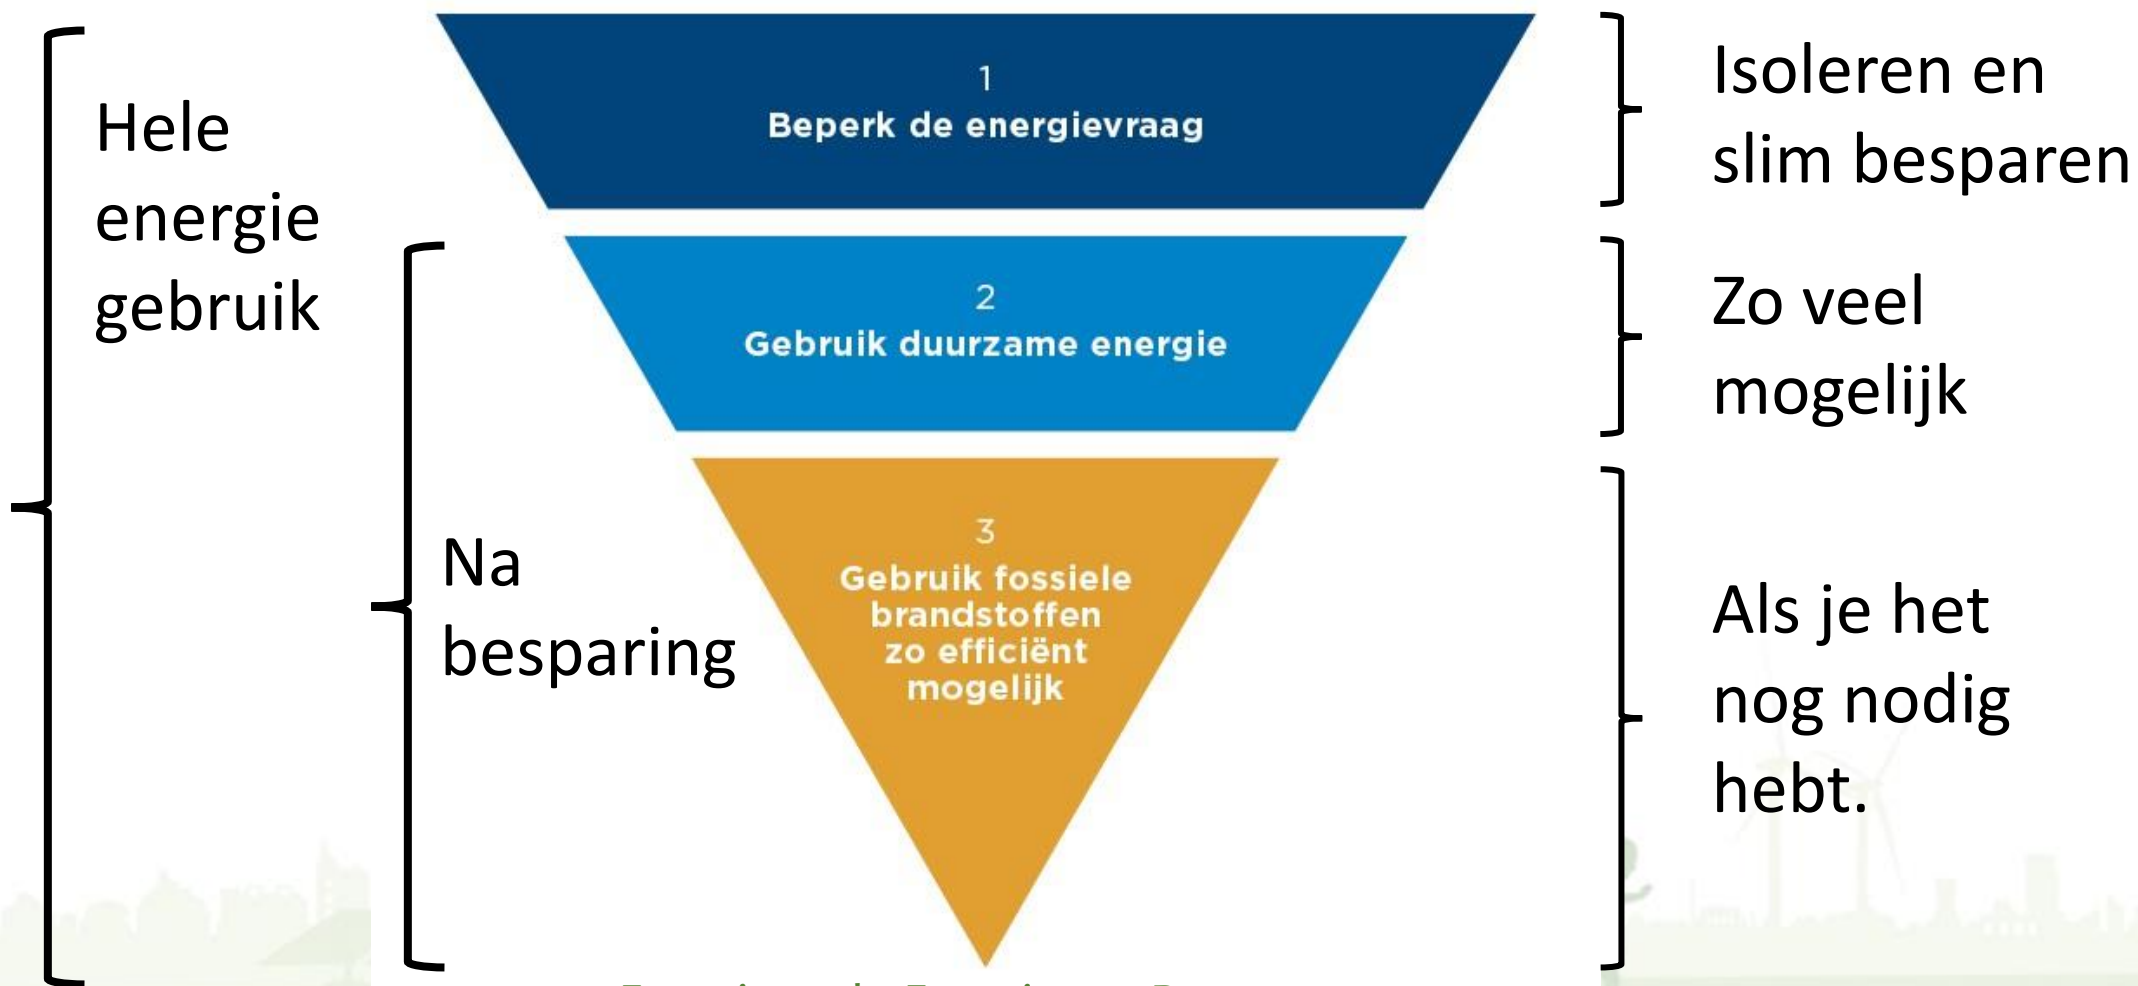 Hele
energie
gebruik
Na
besparing
1
Beperk de energievraag
2
Gebruik duurzame energie
3
Gebruik fossiele
brandstoffen
zo efficiënt
mogelijk
Isoleren en
slim besparen
Zo veel
mogelijk
Als je het
nog nodig
hebt.